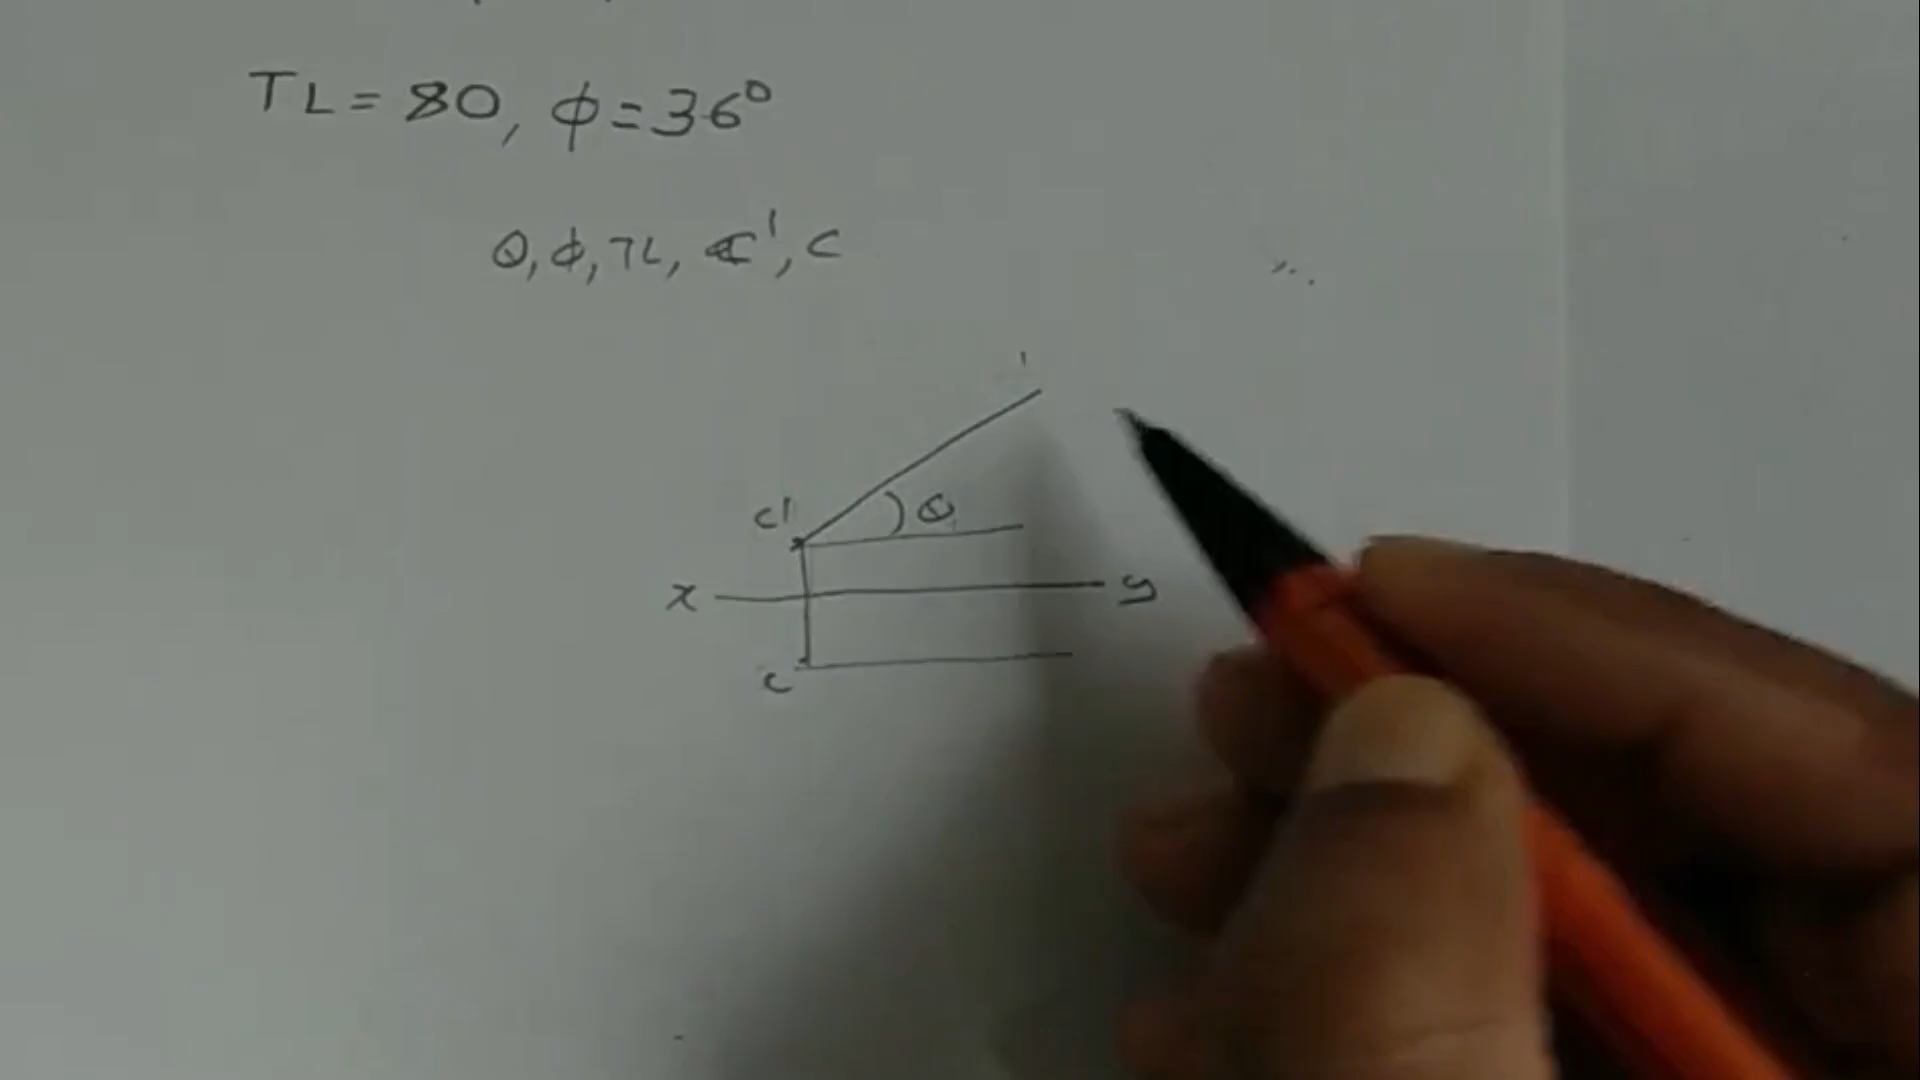 TL = 80, φ = 36°
θ, φ, TL, c', c
c' θ
x y
c